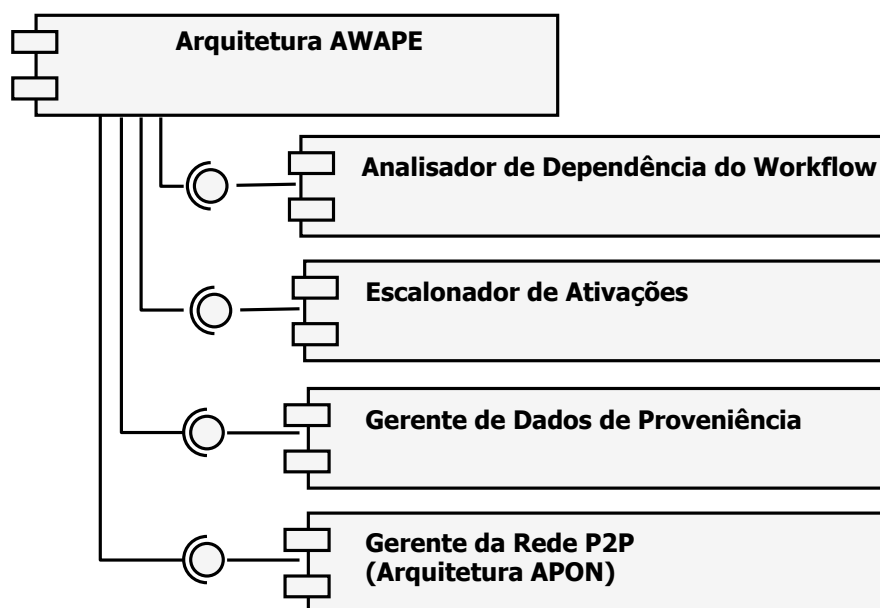 Arquitetura AWAPE
Analisador de Dependência do Workflow
Escalonador de Ativações
Gerente de Dados de Proveniência
Gerente da Rede P2P
(Arquitetura APON)